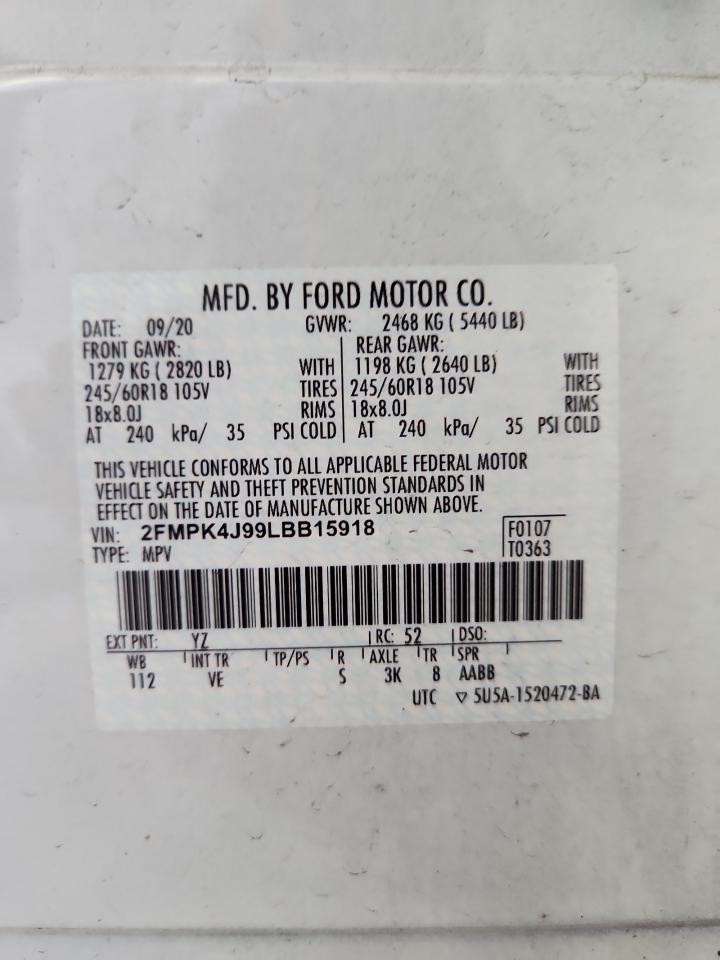 MFD. BY FORD MOTOR CO.
DATE: 09/20 GVWR: 2468 KG ( 5440 LB)
FRONT GAWR: REAR GAWR:
1279 KG ( 2820 LB) WITH 1198 KG ( 2640 LB) WITH
245/60R18 105V TIRES 245/60R18 105V TIRES
18x8.0J RIMS 18x8.0J RIMS
AT 240 kPa/ 35 PSI COLD AT 240 kPa/ 35 PSI COLD
THIS VEHICLE CONFORMS TO ALL APPLICABLE FEDERAL MOTOR
VEHICLE SAFETY AND THEFT PREVENTION STANDARDS IN
EFFECT ON THE DATE OF MANUFACTURE SHOWN ABOVE.
VIN: 2FMPK4J99LBB15918 F0107
TYPE: MPV T0363
EXT PNT: YZ RC: 52 DSO:
WB INT TR TP/PS R AXLE TR SPR
112 VE S 3K 8 AABB
UTC ▽ 5U5A-1520472-BA